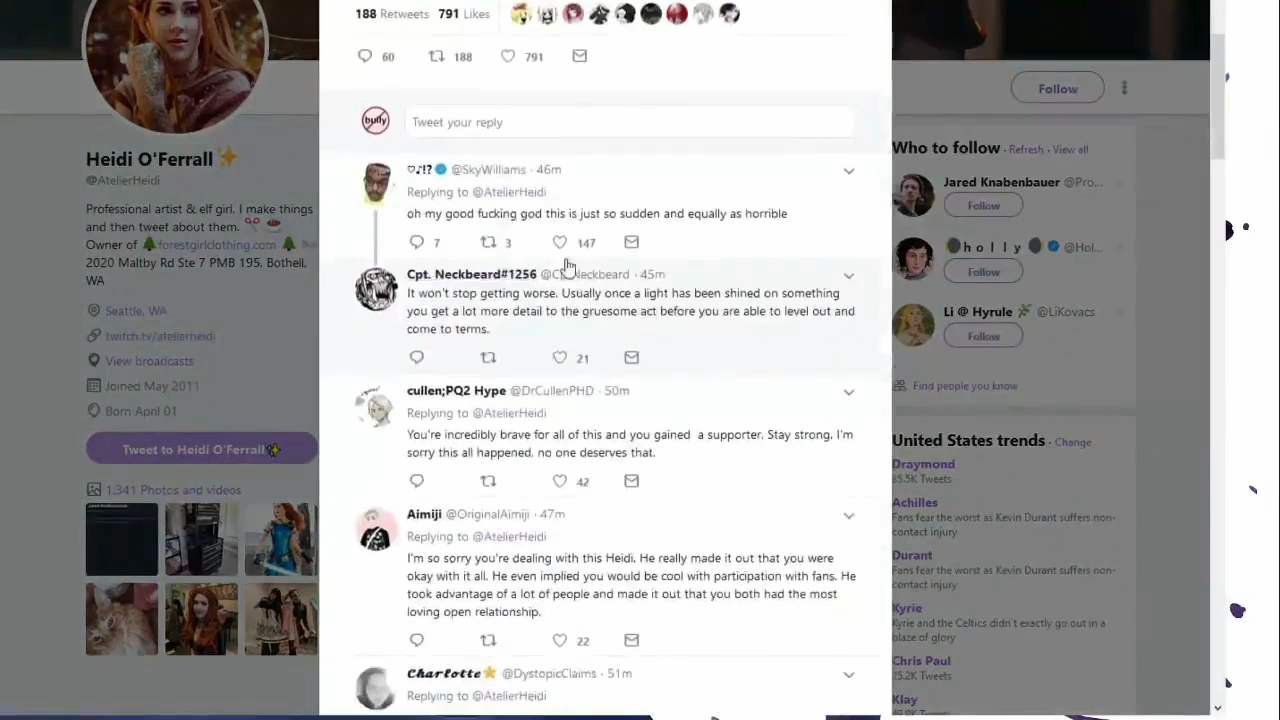 Heidi O'Ferrall✨
@AtelierHeidi
Professional artist & elf girl. I make things
and then tweet about them. ✂️ ☕
Owner of 🌲forestgirlclothing.com 🌲
2020 Maltby Rd Ste 7 PMB 195, Bothell,
WA
Seattle, WA
twitch.tv/atelierheidi
View broadcasts
Joined May 2011
Born April 01
Tweet to Heidi O'Ferrall✨
1,341 Photos and videos
188 Retweets 791 Likes
60 188 791
bully
Tweet your reply
♡♪!? @SkyWilliams · 46m
Replying to @AtelierHeidi
oh my good fucking god this is just so sudden and equally as horrible
7 3 147
Cpt. Neckbeard#1256 · 45m
It won't stop getting worse. Usually once a light has been shined on something
you get a lot more detail to the gruesome act before you are able to level out and
come to terms.
21
cullen;PQ2 Hype @DrCullenPHD · 50m
Replying to @AtelierHeidi
You're incredibly brave for all of this and you gained a supporter. Stay strong, I'm
sorry this all happened, no one deserves that.
42
Aimiji @OriginalAimiji · 47m
Replying to @AtelierHeidi
I'm so sorry you're dealing with this Heidi. He really made it out that you were
okay with it all. He even implied you would be cool with participation with fans. He
took advantage of a lot of people and made it out that you both had the most
loving open relationship.
22
Charlotte⭐ @DystopicClaims · 51m
Replying to @AtelierHeidi
Follow
Who to follow · Refresh · View all
Jared Knabenbauer @Pro...
Follow
🌑h o l l y🌑 @Hol...
Follow
Li @ Hyrule 🌿 @LiKovacs
Follow
Find people you know
United States trends · Change
Draymond
35.5K Tweets
Achilles
Fans fear the worst as Kevin Durant suffers non-
contact injury
Durant
Fans fear the worst as Kevin Durant suffers non-
contact injury
Kyrie
Kyrie and the Celtics didn't exactly go out in a
blaze of glory
Chris Paul
25.2K Tweets
Klay